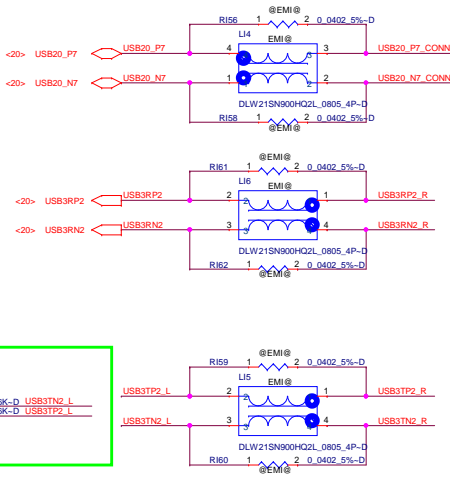 @EMI@
RI56 1 2 0_0402_5%~D
LI4
EMI@
<20> USB20_P7 USB20_P7 4 3 USB20_P7_CONN
<20> USB20_N7 USB20_N7 1 2 USB20_N7_CONN
DLW21SN900HQ2L_0805_4P~D
RI58 1 2 0_0402_5%~D
@EMI@
@EMI@
RI61 1 2 0_0402_5%~D
LI6
EMI@
<20> USB3RP2 USB3RP2 2 1 USB3RP2_R
<20> USB3RN2 USB3RN2 3 4 USB3RN2_R
DLW21SN900HQ2L_0805_4P~D
RI62 1 2 0_0402_5%~D
@EMI@
@EMI@
RI59 1 2 0_0402_5%~D
LI5
EMI@
USB3TP2_L 2 1 USB3TP2_R
K~D USB3TN2_L
K~D USB3TP2_L
USB3TN2_L 3 4 USB3TN2_R
DLW21SN900HQ2L_0805_4P~D
RI60 1 2 0_0402_5%~D
@EMI@